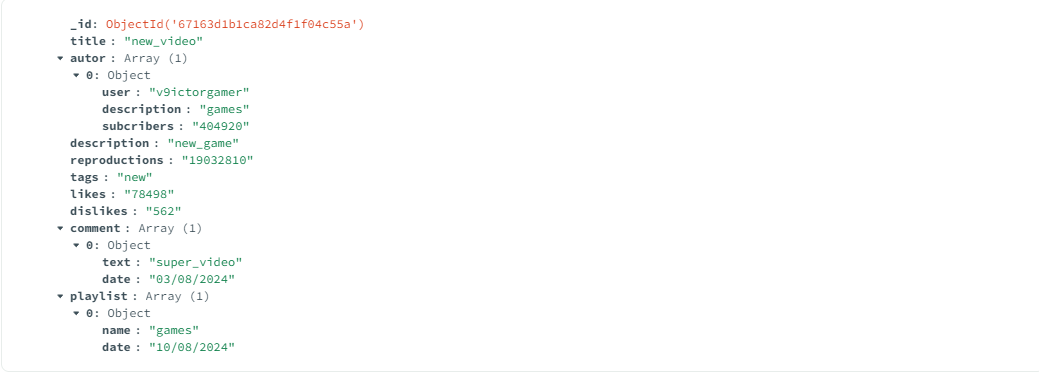 _id: ObjectId('67163d1b1ca82d4f1f04c55a')
title : "new_video"
autor : Array (1)
0: Object
user : "v9ictorgamer"
description : "games"
subcribers : "404920"
description : "new_game"
reproductions : "19032810"
tags : "new"
likes : "78498"
dislikes : "562"
comment : Array (1)
0: Object
text : "super_video"
date : "03/08/2024"
playlist : Array (1)
0: Object
name : "games"
date : "10/08/2024"